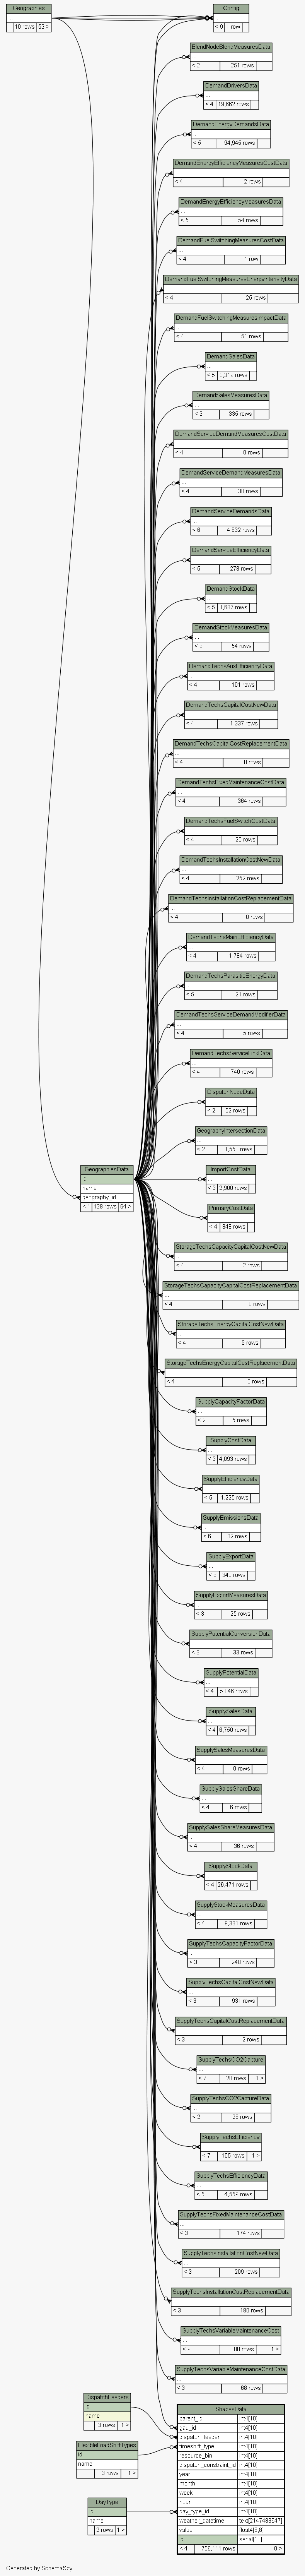 Geographies
...
10 rows 59 >
Config
...
< 9 1 row
BlendNodeBlendMeasuresData
...
< 2 251 rows
DemandDriversData
...
< 4 19,662 rows
DemandEnergyDemandsData
...
< 5 94,945 rows
DemandEnergyEfficiencyMeasuresCostData
...
< 4 2 rows
DemandEnergyEfficiencyMeasuresData
...
< 5 54 rows
DemandFuelSwitchingMeasuresCostData
...
< 4 1 row
DemandFuelSwitchingMeasuresEnergyIntensityData
...
< 4 25 rows
DemandFuelSwitchingMeasuresImpactData
...
< 4 51 rows
DemandSalesData
...
< 5 3,319 rows
DemandSalesMeasuresData
...
< 3 335 rows
DemandServiceDemandMeasuresCostData
...
< 4 0 rows
DemandServiceDemandMeasuresData
...
< 4 30 rows
DemandServiceDemandsData
...
< 6 4,832 rows
DemandServiceEfficiencyData
...
< 5 278 rows
DemandStockData
...
< 5 1,687 rows
DemandStockMeasuresData
...
< 3 54 rows
DemandTechsAuxEfficiencyData
...
< 4 101 rows
DemandTechsCapitalCostNewData
...
< 4 1,337 rows
DemandTechsCapitalCostReplacementData
...
< 4 0 rows
DemandTechsFixedMaintenanceCostData
...
< 4 364 rows
DemandTechsFuelSwitchCostData
...
< 4 20 rows
DemandTechsInstallationCostNewData
...
< 4 252 rows
DemandTechsInstallationCostReplacementData
...
< 4 0 rows
DemandTechsMainEfficiencyData
...
< 4 1,784 rows
DemandTechsParasiticEnergyData
...
< 5 21 rows
DemandTechsServiceDemandModifierData
...
< 4 5 rows
DemandTechsServiceLinkData
...
< 4 740 rows
DispatchNodeData
...
< 2 52 rows
GeographyIntersectionData
...
< 2 1,550 rows
GeographiesData
id
name
geography_id
< 1 128 rows 64 >
ImportCostData
...
< 3 2,900 rows
PrimaryCostData
...
< 4 848 rows
StorageTechsCapacityCapitalCostNewData
...
< 4 2 rows
StorageTechsCapacityCapitalCostReplacementData
...
< 4 0 rows
StorageTechsEnergyCapitalCostNewData
...
< 4 9 rows
StorageTechsEnergyCapitalCostReplacementData
...
< 4 0 rows
SupplyCapacityFactorData
...
< 2 5 rows
SupplyCostData
...
< 3 4,093 rows
SupplyEfficiencyData
...
< 5 1,225 rows
SupplyEmissionsData
...
< 6 32 rows
SupplyExportData
...
< 3 340 rows
SupplyExportMeasuresData
...
< 3 25 rows
SupplyPotentialConversionData
...
< 3 33 rows
SupplyPotentialData
...
< 4 5,846 rows
SupplySalesData
...
< 4 6,750 rows
SupplySalesMeasuresData
...
< 4 0 rows
SupplySalesShareData
...
< 4 6 rows
SupplySalesShareMeasuresData
...
< 4 36 rows
SupplyStockData
...
< 4 26,471 rows
SupplyStockMeasuresData
...
< 4 9,331 rows
SupplyTechsCapacityFactorData
...
< 3 240 rows
SupplyTechsCapitalCostNewData
...
< 3 931 rows
SupplyTechsCapitalCostReplacementData
...
< 3 2 rows
SupplyTechsCO2Capture
...
< 7 28 rows 1 >
SupplyTechsCO2CaptureData
...
< 2 28 rows
SupplyTechsEfficiency
...
< 7 105 rows 1 >
SupplyTechsEfficiencyData
...
< 5 4,559 rows
SupplyTechsFixedMaintenanceCostData
...
< 3 174 rows
SupplyTechsInstallationCostNewData
...
< 3 209 rows
SupplyTechsInstallationCostReplacementData
...
< 3 180 rows
SupplyTechsVariableMaintenanceCost
...
< 9 80 rows 1 >
SupplyTechsVariableMaintenanceCostData
...
< 3 68 rows
DispatchFeeders
id
name
3 rows 1 >
FlexibleLoadShiftTypes
id
name
3 rows 1 >
DayType
id
name
2 rows 1 >
ShapesData
parent_id int4[10]
gau_id int4[10]
dispatch_feeder int4[10]
timeshift_type int4[10]
resource_bin int4[10]
dispatch_constraint_id int4[10]
year int4[10]
month int4[10]
week int4[10]
hour int4[10]
day_type_id int4[10]
weather_datetime text[2147483647]
value float8[8,8]
id serial[10]
< 4 756,111 rows 0 >
Generated by SchemaSpy